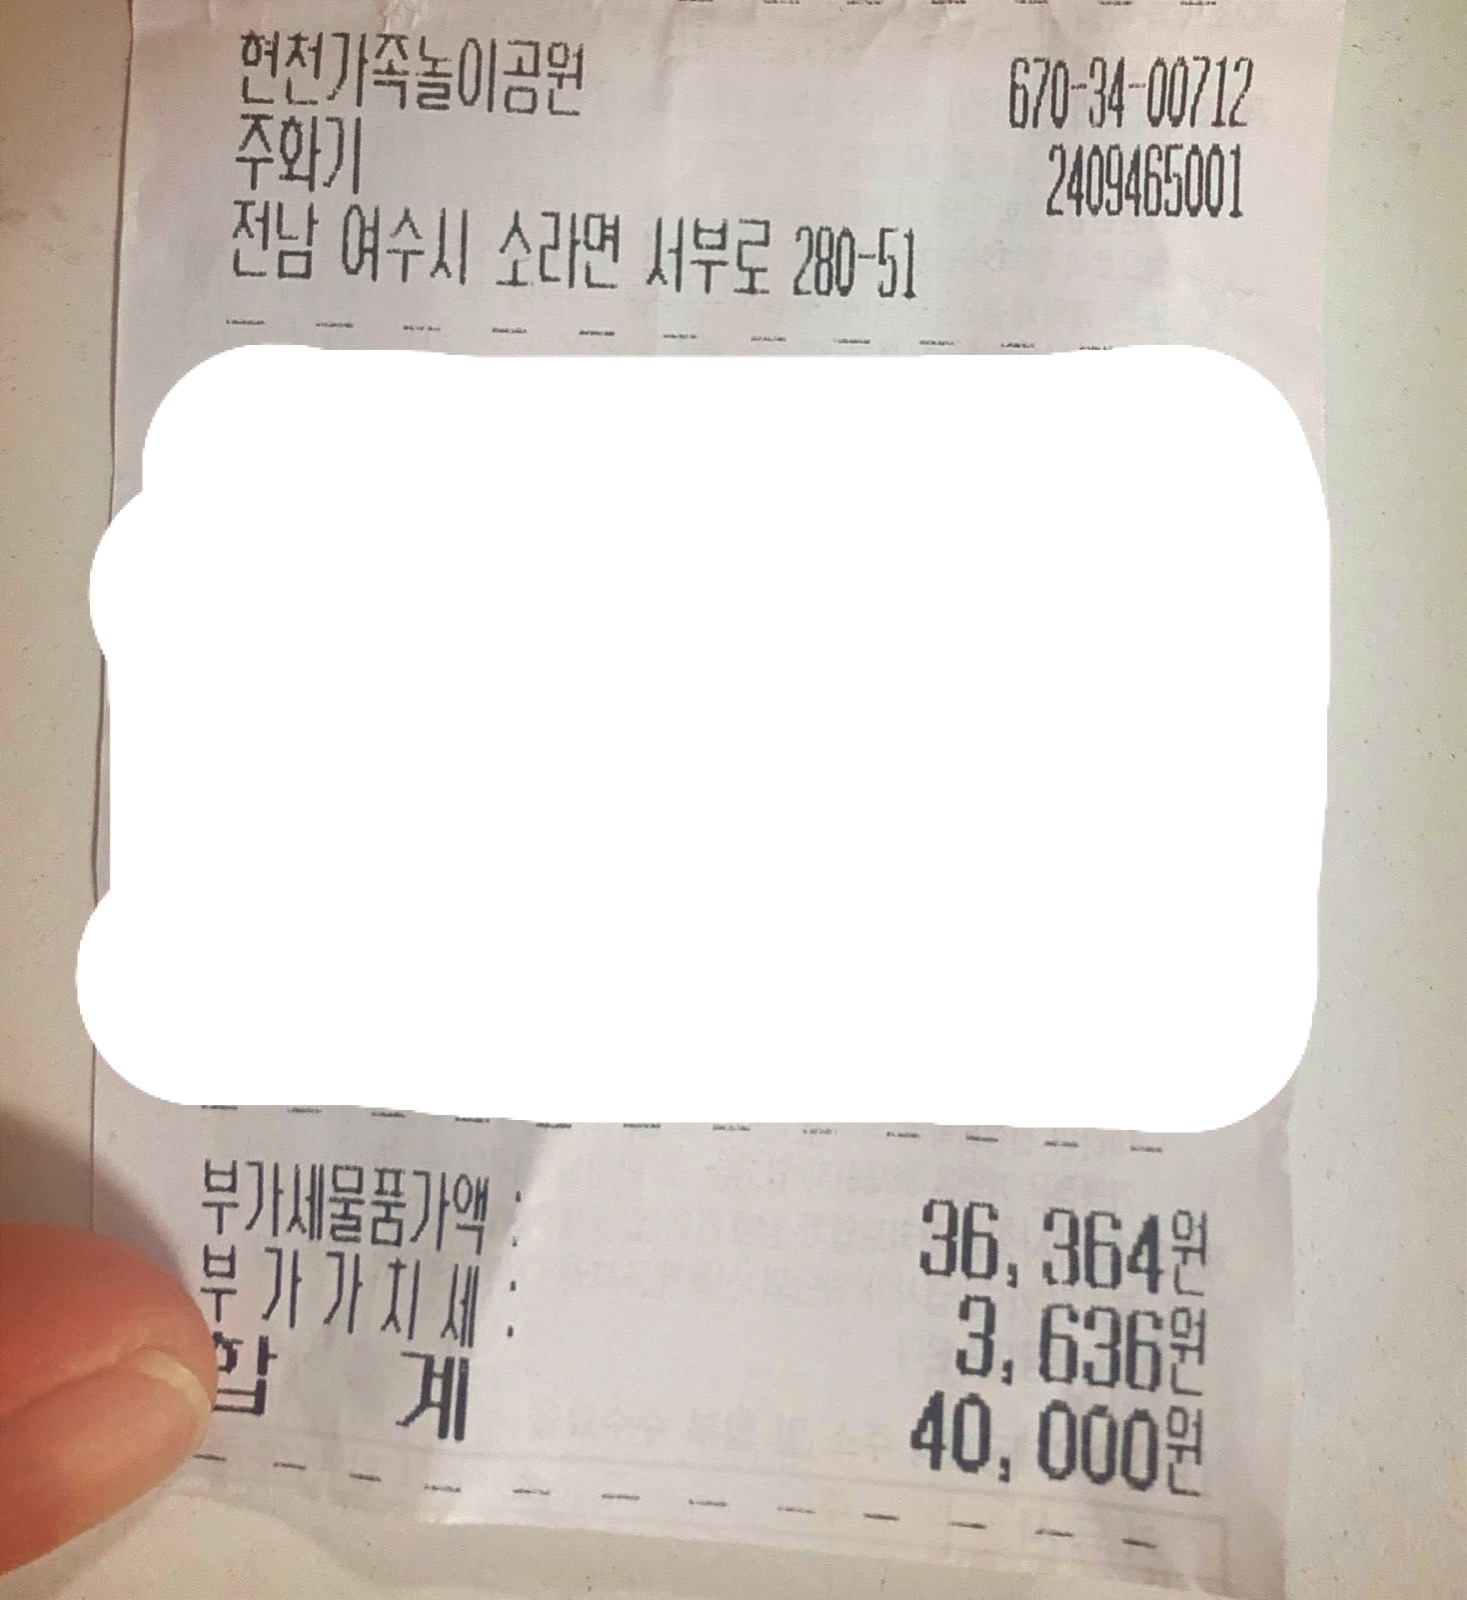 현천가족놀이공원 670-34-00712
주화기 2409465001
전남 여수시 소라면 서부로 280-51
부가세물품가액 : 36,364원
부 가 가 치 세 : 3,636원
합 계 40,000원